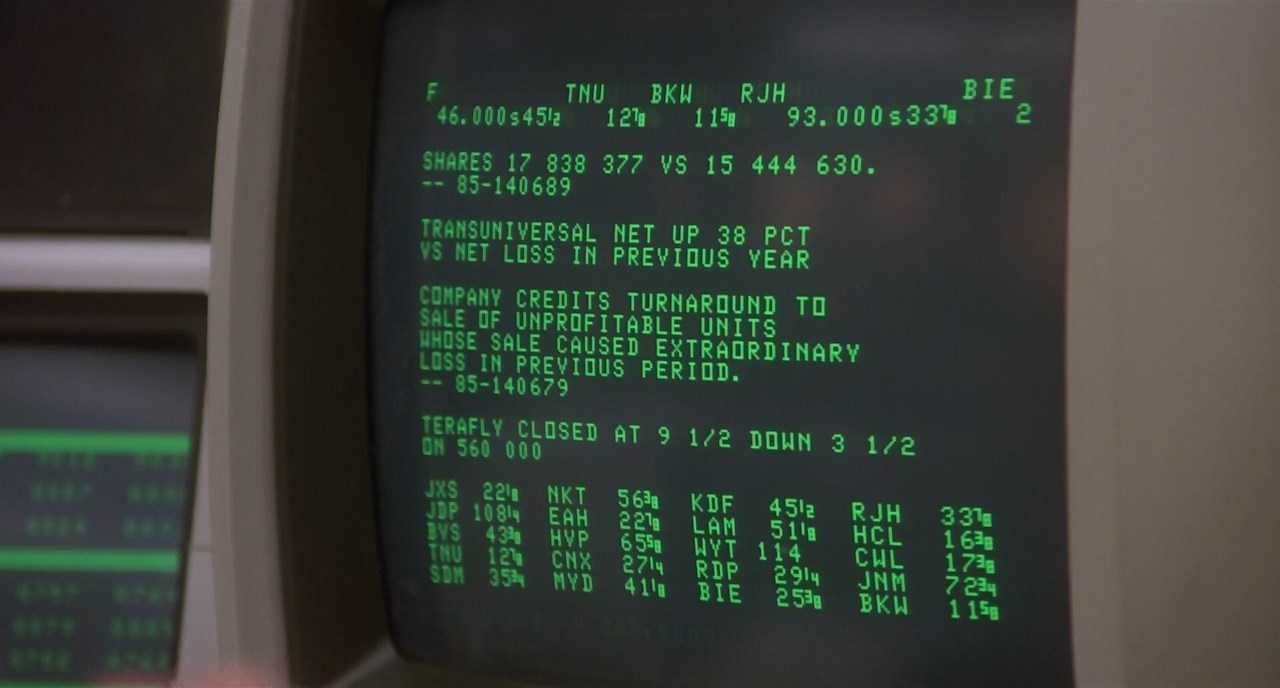 F TNU BKW RJH BIE
46.000s45½ 12⅞ 11⅝ 93.000s33⅞ 2
SHARES 17 838 377 VS 15 444 630.
-- 85-140689
TRANSUNIVERSAL NET UP 38 PCT
VS NET LOSS IN PREVIOUS YEAR
COMPANY CREDITS TURNAROUND TO
SALE OF UNPROFITABLE UNITS
WHOSE SALE CAUSED EXTRAORDINARY
LOSS IN PREVIOUS PERIOD.
-- 85-140679
TERAFLY CLOSED AT 9 1/2 DOWN 3 1/2
ON 560 000
JXS 22⅛ NKT 56⅜ KDF 45½ RJH 33⅞
JDP 108¼ EAH 22⅞ LAM 51⅛ HCL 16⅜
BVS 43⅜ HVP 65⅝ WYT 114 CWL 17⅜
TNU 12⅞ CNX 27¼ RDP 29¼ JNM 72¾
SDM 35¾ MYD 41⅛ BIE 25⅜ BKW 11⅝